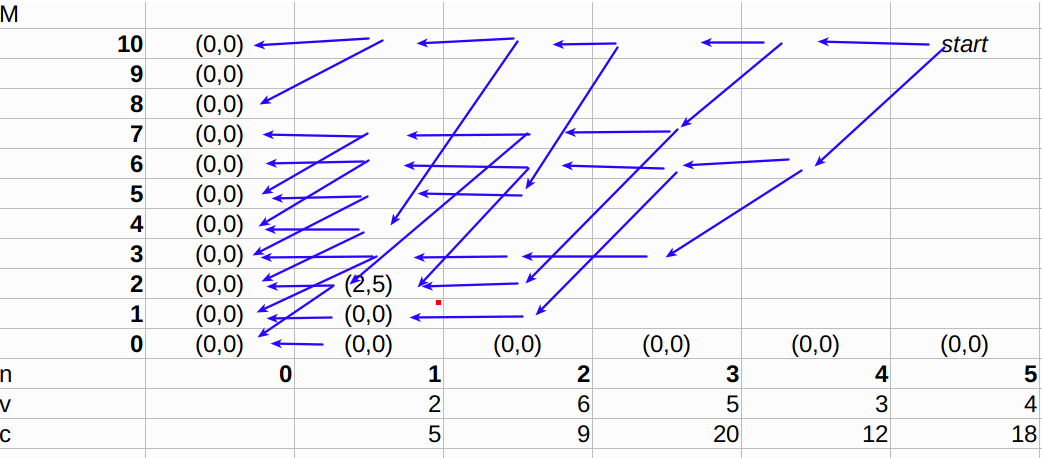 M
10 (0,0) start
9 (0,0)
8 (0,0)
7 (0,0)
6 (0,0)
5 (0,0)
4 (0,0)
3 (0,0)
2 (0,0) (2,5)
1 (0,0) (0,0)
0 (0,0) (0,0) (0,0) (0,0) (0,0) (0,0)
n 0 1 2 3 4 5
v 2 6 5 3 4
c 5 9 20 12 18